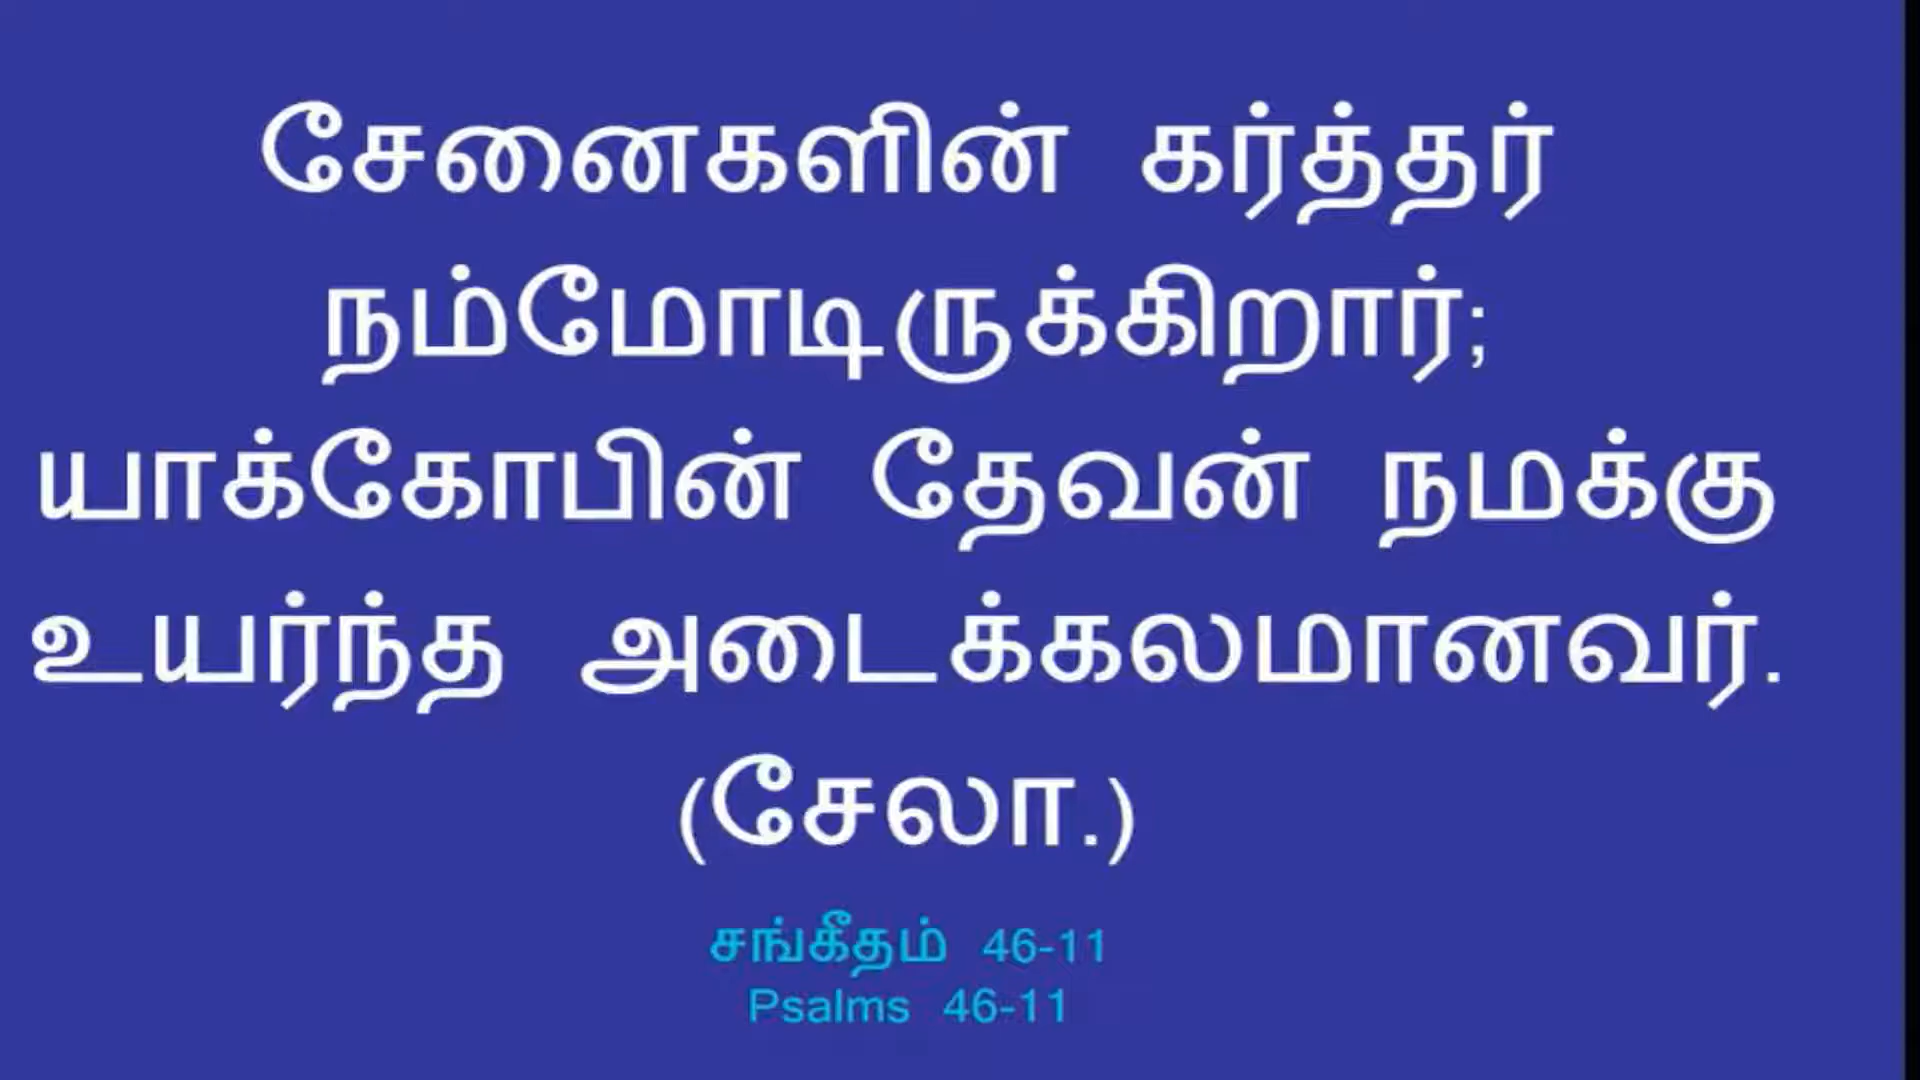 சேனைகளின் கர்த்தர்
நம்மோடிருக்கிறார்;
யாக்கோபின் தேவன் நமக்கு
உயர்ந்த அடைக்கலமானவர்.
(சேலா.)
சங்கீதம் 46-11
Psalms 46-11